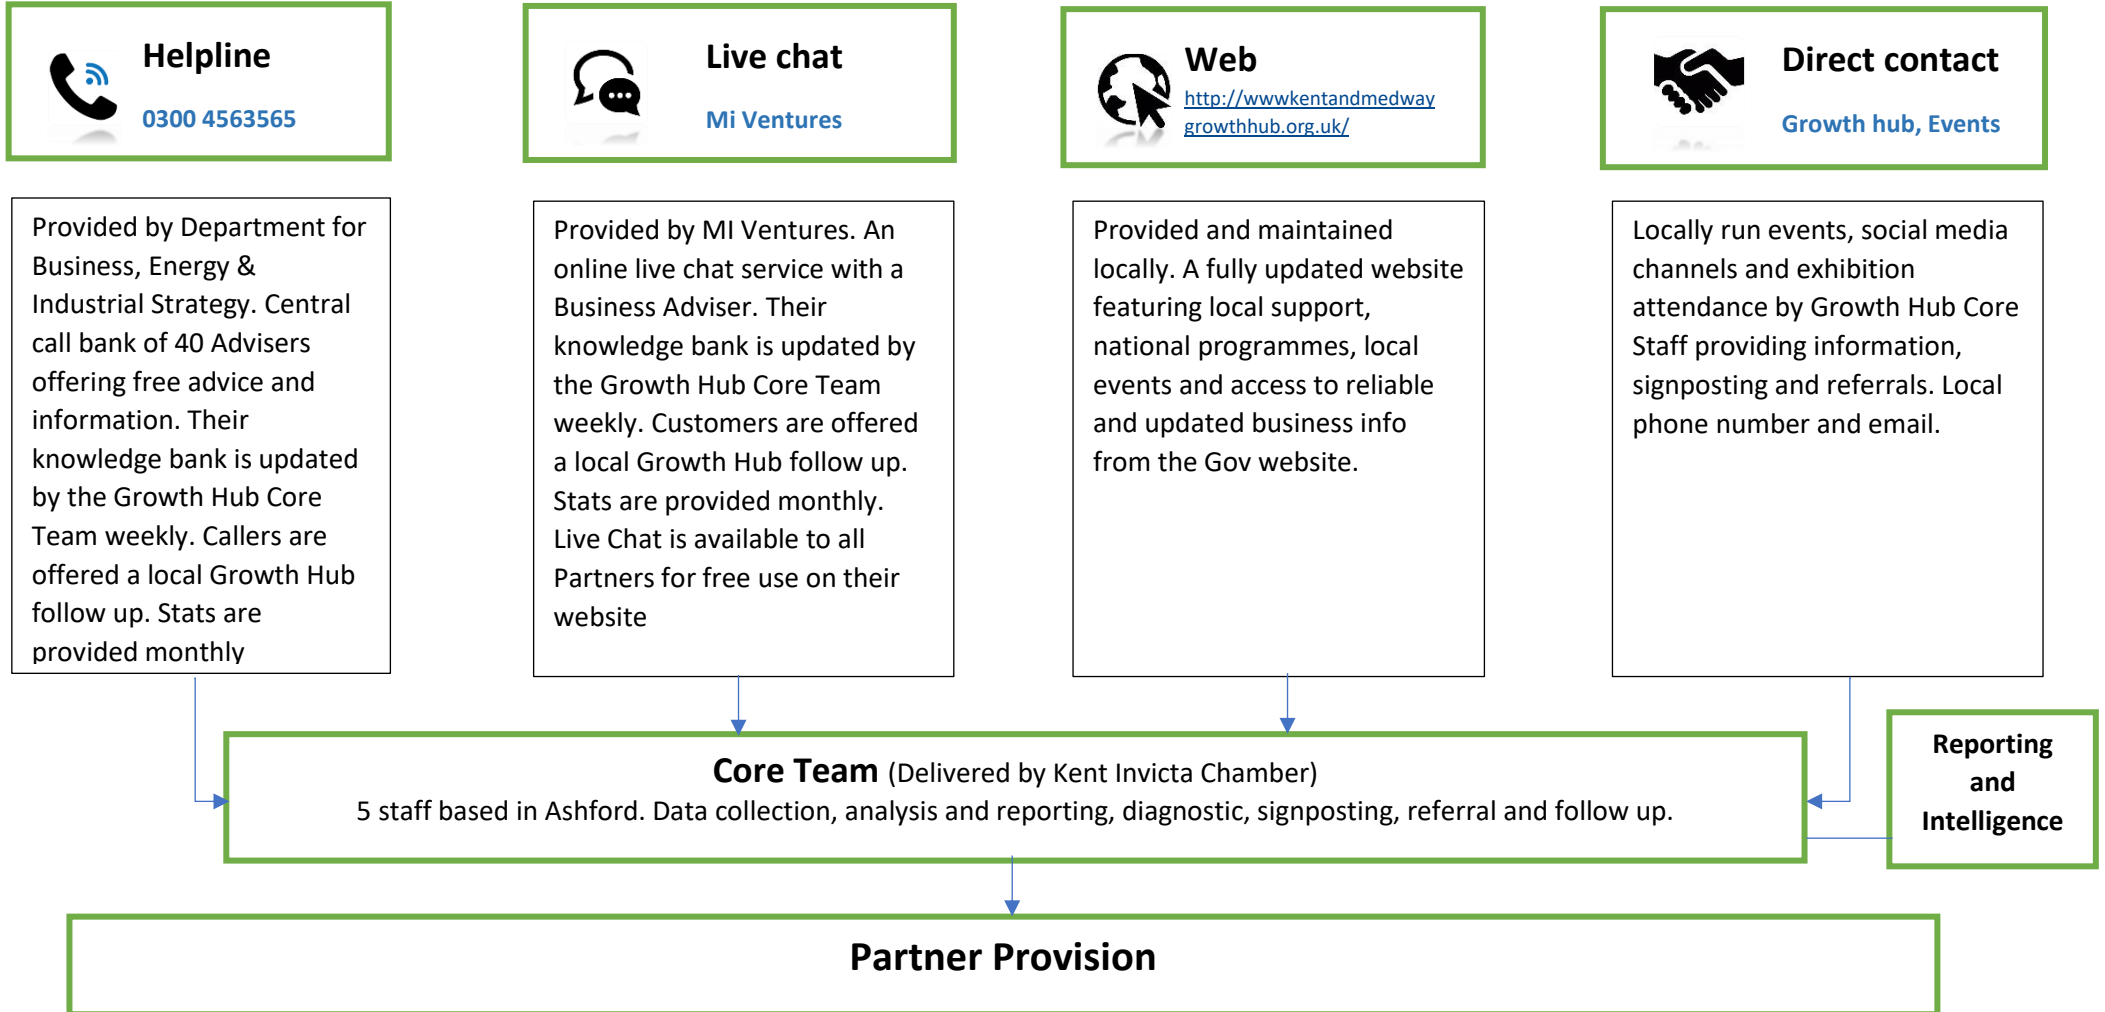 Helpline
0300 4563565
Live chat
Mi Ventures
Web
http://wwwkentandmedway
growthhub.org.uk/
Direct contact
Growth hub, Events
Provided by Department for
Business, Energy &
Industrial Strategy. Central
call bank of 40 Advisers
offering free advice and
information. Their
knowledge bank is updated
by the Growth Hub Core
Team weekly. Callers are
offered a local Growth Hub
follow up. Stats are
provided monthly
Provided by MI Ventures. An
online live chat service with a
Business Adviser. Their
knowledge bank is updated by
the Growth Hub Core Team
weekly. Customers are offered
a local Growth Hub follow up.
Stats are provided monthly.
Live Chat is available to all
Partners for free use on their
website
Provided and maintained
locally. A fully updated website
featuring local support,
national programmes, local
events and access to reliable
and updated business info
from the Gov website.
Locally run events, social media
channels and exhibition
attendance by Growth Hub Core
Staff providing information,
signposting and referrals. Local
phone number and email.
Core Team (Delivered by Kent Invicta Chamber)
5 staff based in Ashford. Data collection, analysis and reporting, diagnostic, signposting, referral and follow up.
Reporting
and
Intelligence
Partner Provision